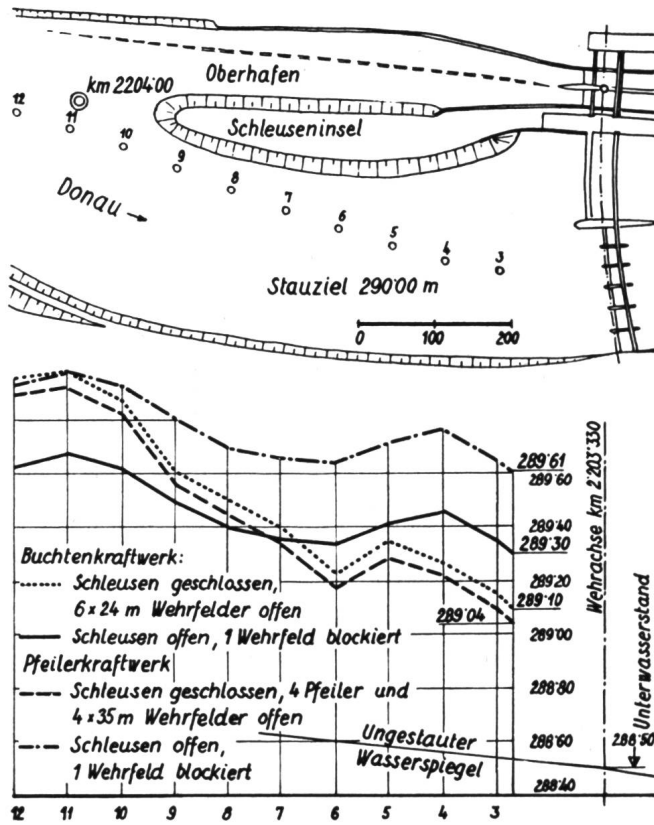 Oberhafen
km 2204·00
Schleuseninsel
12
11
10
9
8
7
6
5
4
3
Donau
Stauziel 290·00 m
0 100 200
289·61
289·60
289·40
289·30
289·20
289·10
289·04
289·00
288·80
288·60
288·50
288·40
Wehrachse km 2·203·330
Unterwasserstand
Buchtenkraftwerk:
Schleusen geschlossen,
6 x 24 m Wehrfelder offen
Schleusen offen, 1 Wehrfeld blockiert
Pfeilerkraftwerk
Schleusen geschlossen, 4 Pfeiler und
4 x 35 m Wehrfelder offen
Schleusen offen,
1 Wehrfeld blockiert
Ungestauter
Wasserspiegel
12 11 10 9 8 7 6 5 4 3